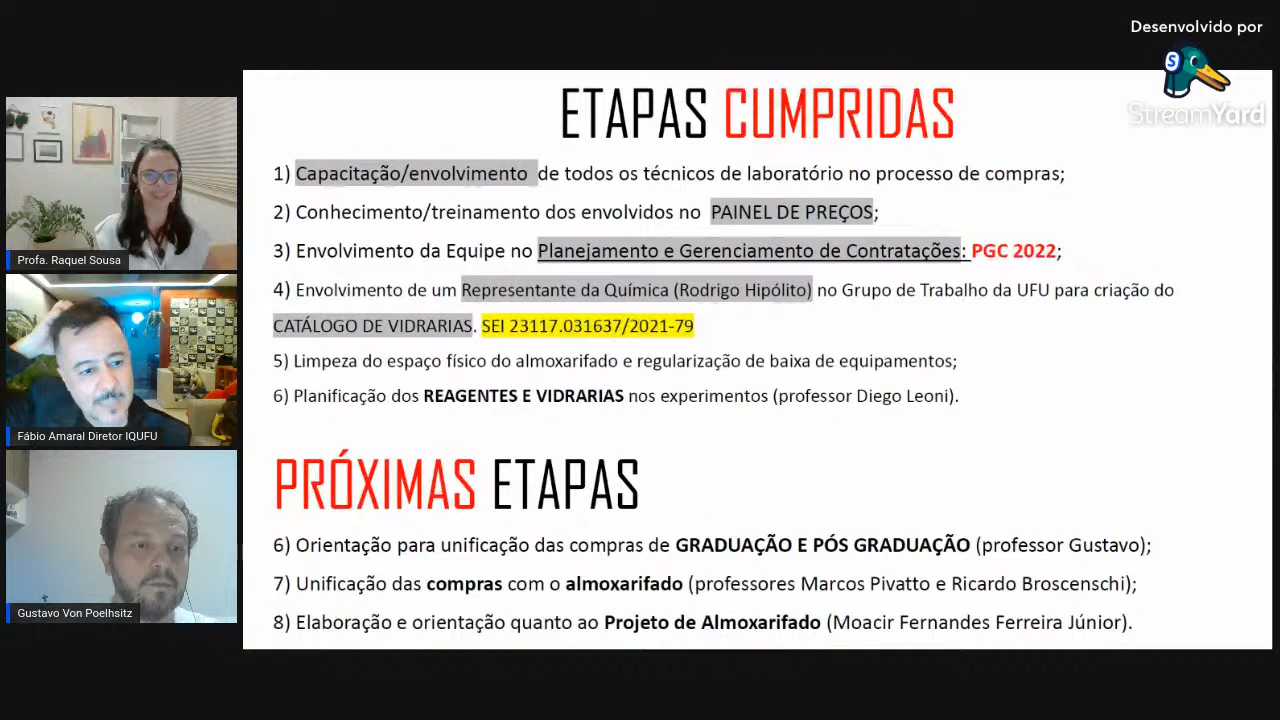 Desenvolvido por
StreamYard
ETAPAS CUMPRIDAS
1) Capacitação/envolvimento de todos os técnicos de laboratório no processo de compras;
2) Conhecimento/treinamento dos envolvidos no PAINEL DE PREÇOS;
3) Envolvimento da Equipe no Planejamento e Gerenciamento de Contratações: PGC 2022;
4) Envolvimento de um Representante da Química (Rodrigo Hipólito) no Grupo de Trabalho da UFU para criação do
CATÁLOGO DE VIDRARIAS. SEI 23117.031637/2021-79
5) Limpeza do espaço físico do almoxarifado e regularização de baixa de equipamentos;
6) Planificação dos REAGENTES E VIDRARIAS nos experimentos (professor Diego Leoni).
PRÓXIMAS ETAPAS
6) Orientação para unificação das compras de GRADUAÇÃO E PÓS GRADUAÇÃO (professor Gustavo);
7) Unificação das compras com o almoxarifado (professores Marcos Pivatto e Ricardo Broscenschi);
8) Elaboração e orientação quanto ao Projeto de Almoxarifado (Moacir Fernandes Ferreira Júnior).
Profa. Raquel Sousa
Fábio Amaral Diretor IQUFU
Gustavo Von Poelhsitz